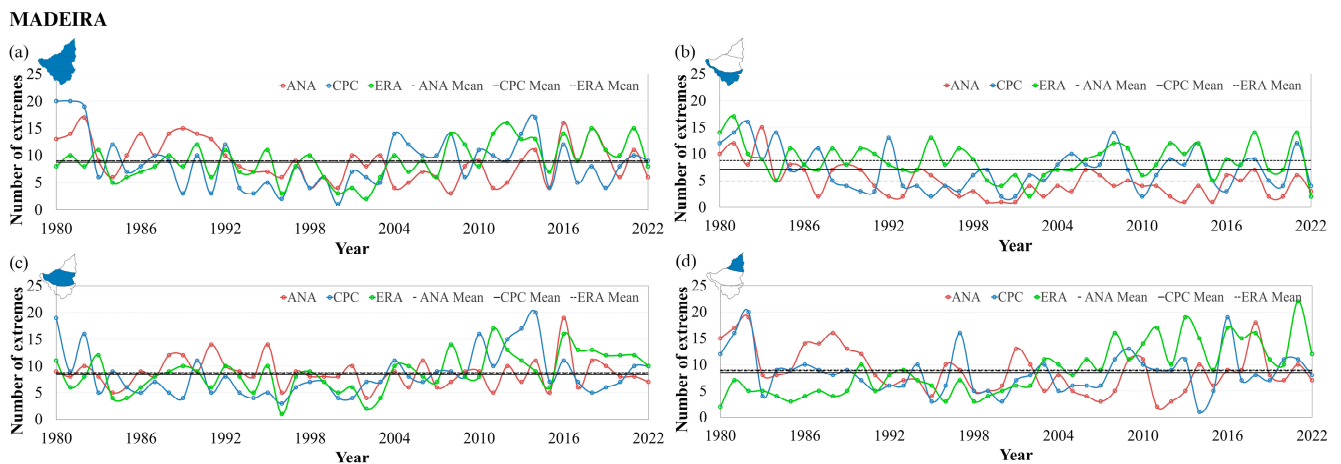 MADEIRA
(a)
Number of extremes
25
20
15
10
5
0
ANA CPC ERA ANA Mean CPC Mean ERA Mean
1980 1986 1992 1998 2004 2010 2016 2022
Year
(b)
Number of extremes
25
20
15
10
5
0
ANA CPC ERA ANA Mean CPC Mean ERA Mean
1980 1986 1992 1998 2004 2010 2016 2022
Year
(c)
Number of extremes
25
20
15
10
5
0
ANA CPC ERA ANA Mean CPC Mean ERA Mean
1980 1986 1992 1998 2004 2010 2016 2022
Year
(d)
Number of extremes
25
20
15
10
5
0
ANA CPC ERA ANA Mean CPC Mean ERA Mean
1980 1986 1992 1998 2004 2010 2016 2022
Year